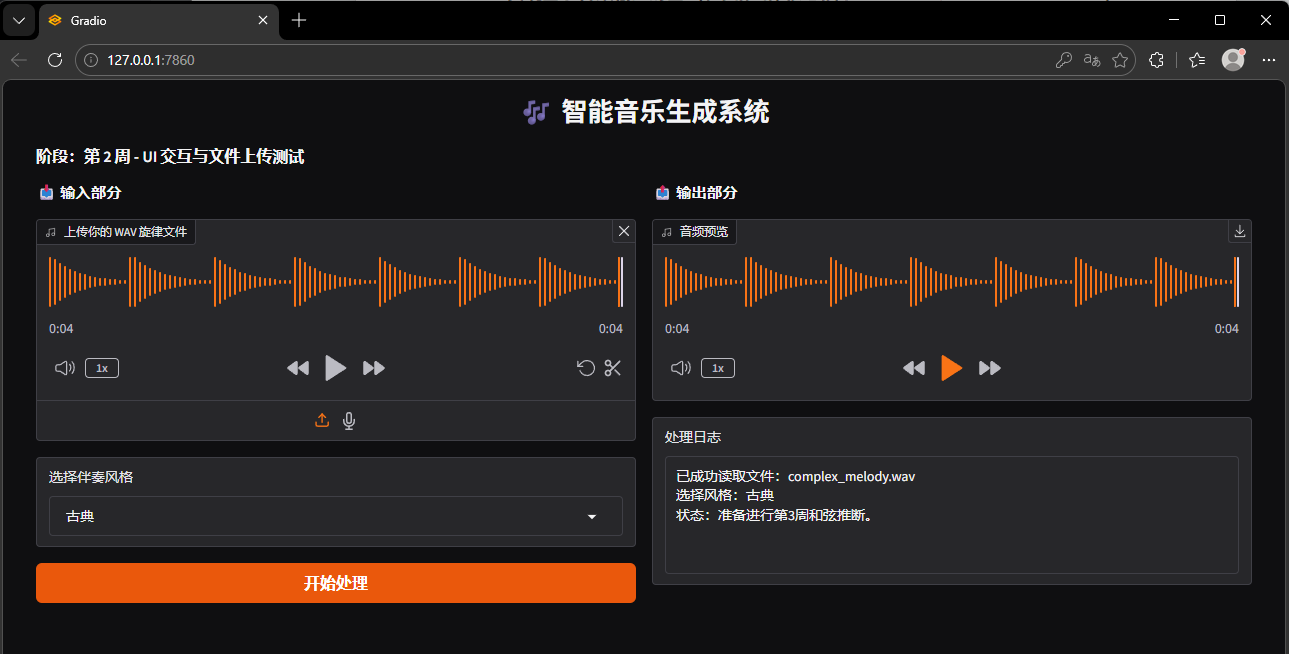 Gradio
127.0.0.1:7860
智能音乐生成系统
阶段：第 2 周 - UI 交互与文件上传测试
输入部分
上传你的 WAV 旋律文件
0:04 0:04
1x
选择伴奏风格
古典
开始处理
输出部分
音频预览
0:04 0:04
1x
处理日志
已成功读取文件：complex_melody.wav
选择风格：古典
状态：准备进行第3周和弦推断。